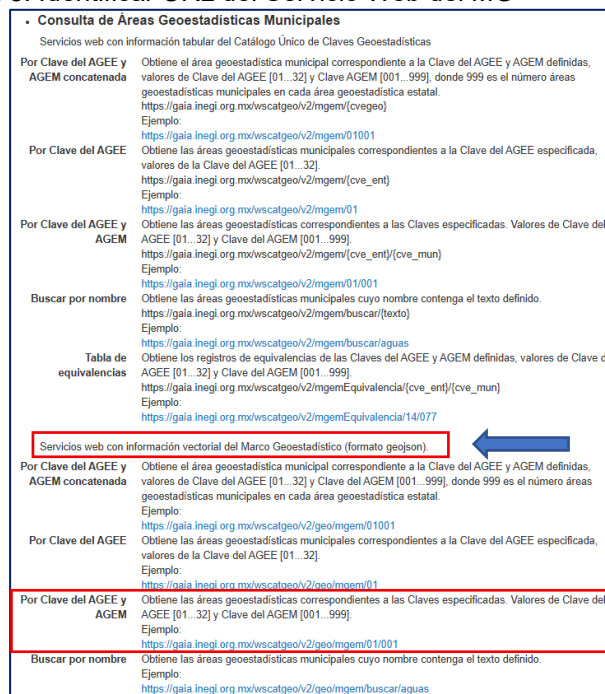 • Consulta de Áreas Geoestadísticas Municipales
Servicios web con información tabular del Catálogo Único de Claves Geoestadísticas
Por Clave del AGEE y AGEM concatenada
Obtiene el área geoestadística municipal correspondiente a la Clave del AGEE y AGEM definidas,
valores de Clave del AGEE [01...32] y Clave AGEM [001...999], donde 999 es el número áreas
geoestadísticas municipales en cada área geoestadística estatal.
https://gaia.inegi.org.mx/wscatgeo/v2/mgem/{cvegeo}
Ejemplo:
https://gaia.inegi.org.mx/wscatgeo/v2/mgem/01001
Por Clave del AGEE
Obtiene las áreas geoestadísticas municipales correspondientes a la Clave del AGEE especificada,
valores de la Clave del AGEE [01...32].
https://gaia.inegi.org.mx/wscatgeo/v2/mgem/{cve_ent}
Ejemplo:
https://gaia.inegi.org.mx/wscatgeo/v2/mgem/01
Por Clave del AGEE y AGEM
Obtiene las áreas geoestadísticas correspondientes a las Claves especificadas. Valores de Clave del
AGEE [01...32] y Clave del AGEM [001...999].
https://gaia.inegi.org.mx/wscatgeo/v2/mgem/{cve_ent}/{cve_mun}
Ejemplo:
https://gaia.inegi.org.mx/wscatgeo/v2/mgem/01/001
Buscar por nombre
Obtiene las áreas geoestadísticas municipales cuyo nombre contenga el texto definido.
https://gaia.inegi.org.mx/wscatgeo/v2/mgem/buscar/{texto}
Ejemplo:
https://gaia.inegi.org.mx/wscatgeo/v2/mgem/buscar/aguas
Tabla de equivalencias
Obtiene los registros de equivalencias de las Claves del AGEE y AGEM definidas, valores de Clave d
AGEE [01...32] y Clave del AGEM [001...999].
https://gaia.inegi.org.mx/wscatgeo/v2/mgemEquivalencia/{cve_ent}/{cve_mun}
Ejemplo:
https://gaia.inegi.org.mx/wscatgeo/v2/mgemEquivalencia/14/077
Servicios web con información vectorial del Marco Geoestadístico (formato geojson).
Por Clave del AGEE y AGEM concatenada
Obtiene el área geoestadística municipal correspondiente a la Clave del AGEE y AGEM definidas,
valores de Clave del AGEE [01...32] y Clave del AGEM [001...999], donde 999 es el número áreas
geoestadísticas municipales en cada área geoestadística estatal.
Ejemplo:
https://gaia.inegi.org.mx/wscatgeo/v2/geo/mgem/01001
Por Clave del AGEE
Obtiene las áreas geoestadísticas municipales correspondientes a la Clave del AGEE especificada,
valores de la Clave del AGEE [01...32].
Ejemplo:
https://gaia.inegi.org.mx/wscatgeo/v2/geo/mgem/01
Por Clave del AGEE y AGEM
Obtiene las áreas geoestadísticas correspondientes a las Claves especificadas. Valores de Clave del
AGEE [01...32] y Clave del AGEM [001...999].
Ejemplo:
https://gaia.inegi.org.mx/wscatgeo/v2/geo/mgem/01/001
Buscar por nombre
Obtiene las áreas geoestadísticas municipales cuyo nombre contenga el texto definido.
Ejemplo:
https://gaia.inegi.org.mx/wscatgeo/v2/geo/mgem/buscar/aguas